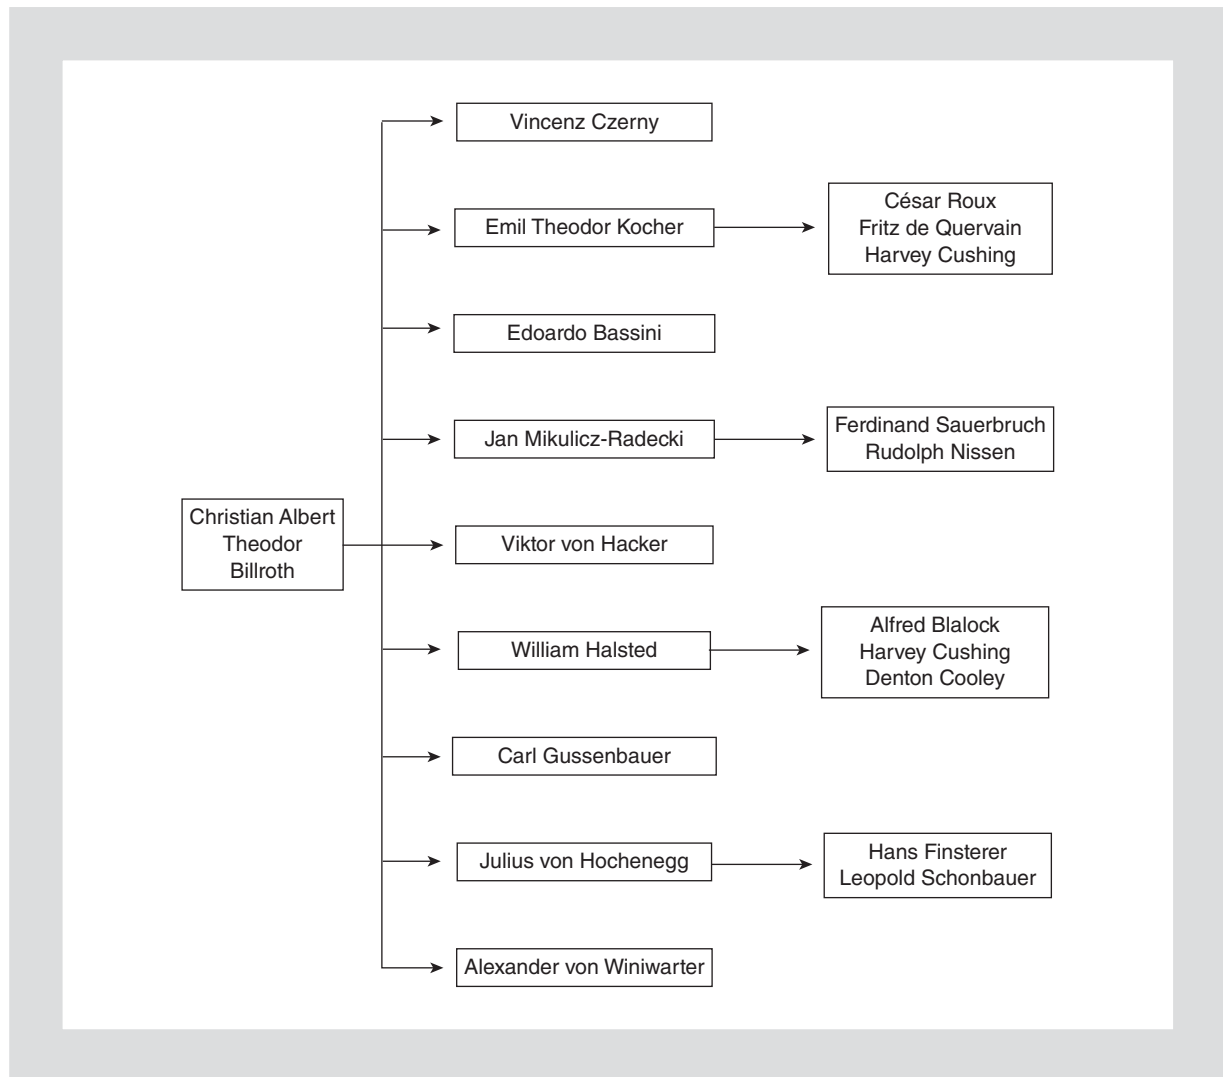 Vincenz Czerny
Emil Theodor Kocher
César Roux
Fritz de Quervain
Harvey Cushing
Edoardo Bassini
Jan Mikulicz-Radecki
Ferdinand Sauerbruch
Rudolph Nissen
Christian Albert
Theodor
Billroth
Viktor von Hacker
William Halsted
Alfred Blalock
Harvey Cushing
Denton Cooley
Carl Gussenbauer
Julius von Hochenegg
Hans Finsterer
Leopold Schonbauer
Alexander von Winiwarter